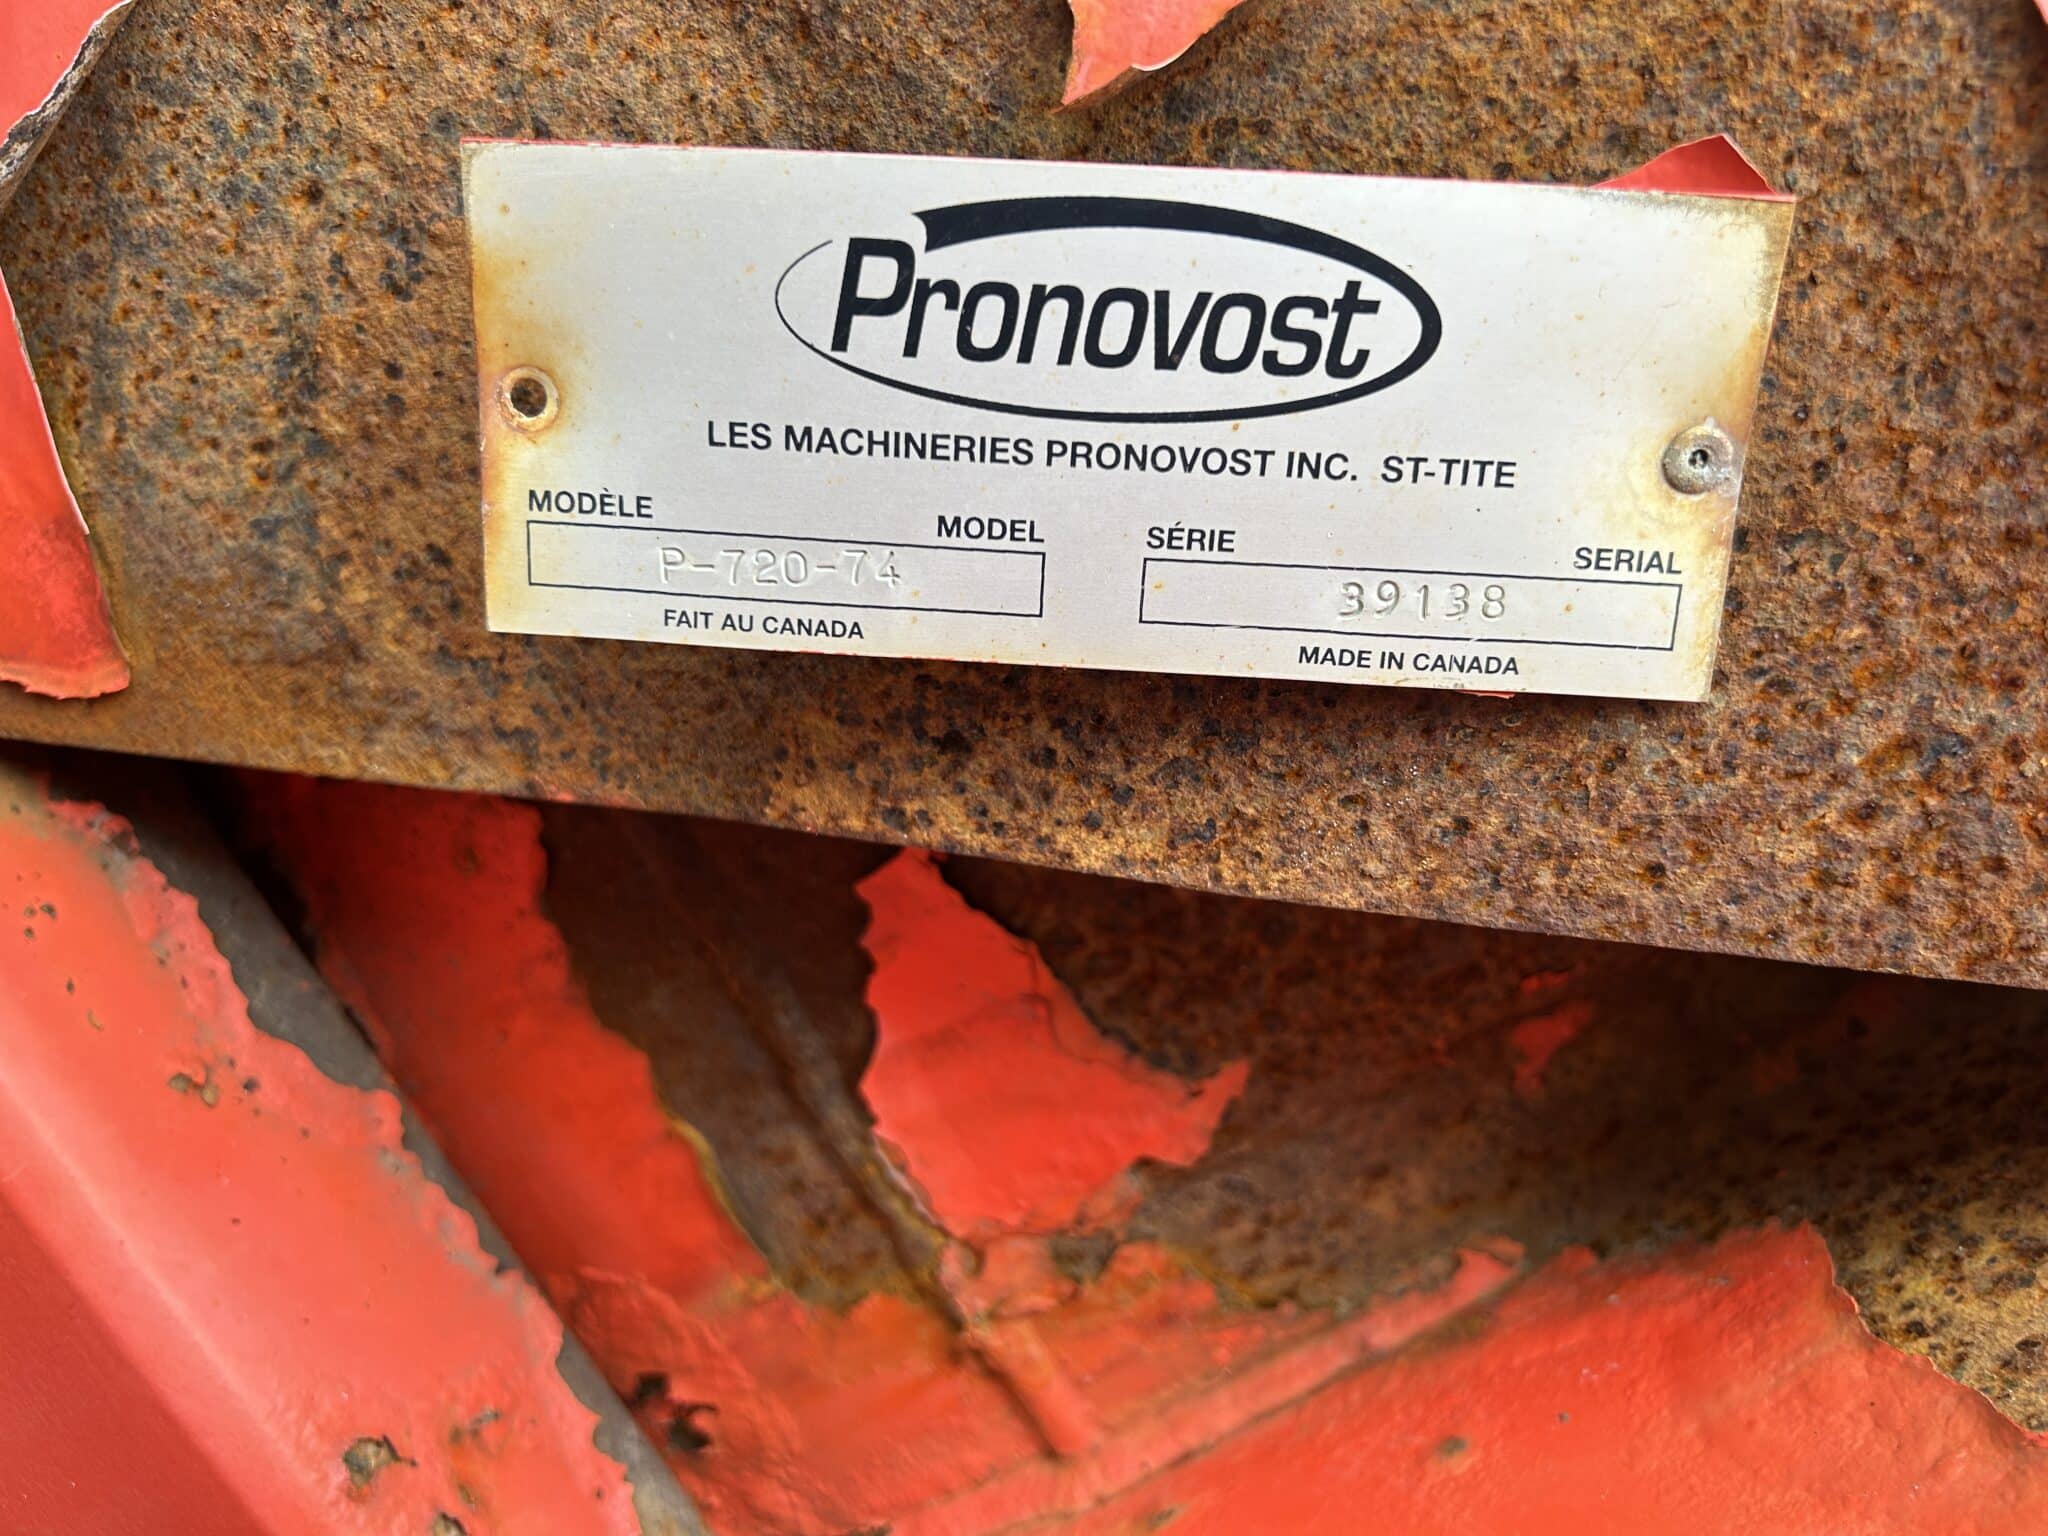 Pronovost
LES MACHINERIES PRONOVOST INC. ST-TITE
MODÈLE MODEL
P-720-74
FAIT AU CANADA
SÉRIE SERIAL
39138
MADE IN CANADA